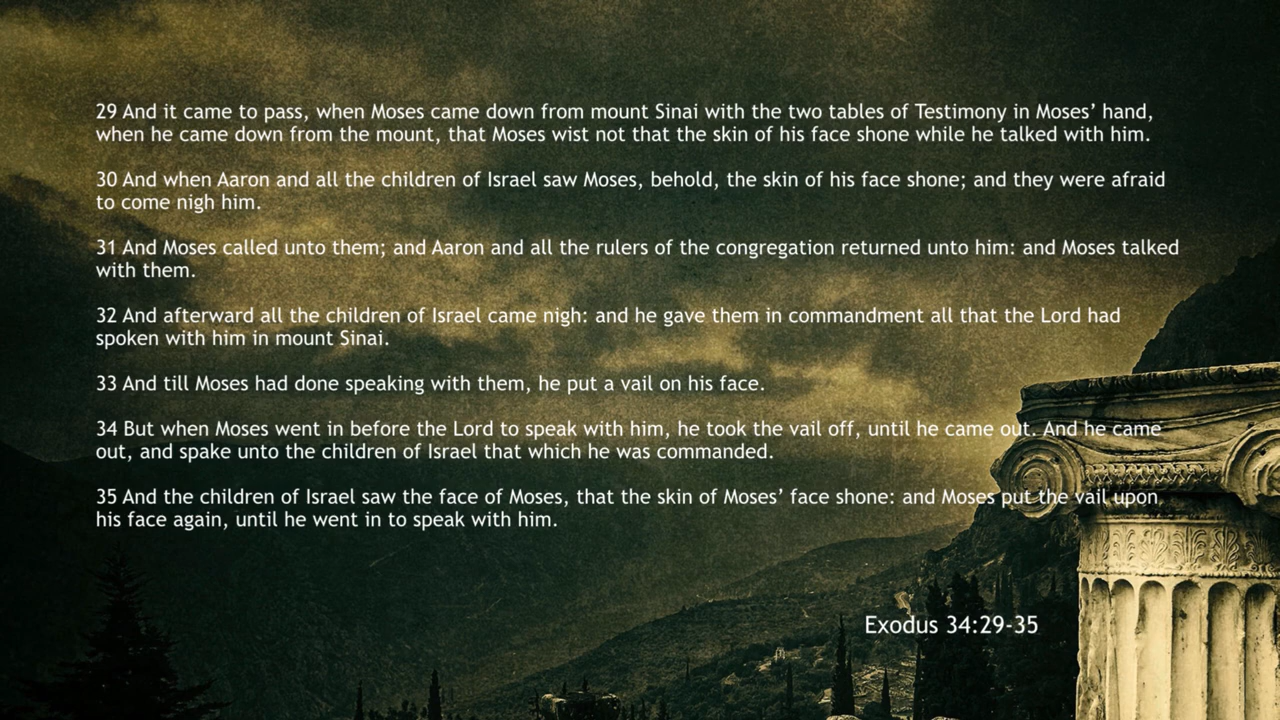 29 And it came to pass, when Moses came down from mount Sinai with the two tables of Testimony in Moses’ hand,
when he came down from the mount, that Moses wist not that the skin of his face shone while he talked with him.
30 And when Aaron and all the children of Israel saw Moses, behold, the skin of his face shone; and they were afraid
to come nigh him.
31 And Moses called unto them; and Aaron and all the rulers of the congregation returned unto him: and Moses talked
with them.
32 And afterward all the children of Israel came nigh: and he gave them in commandment all that the Lord had
spoken with him in mount Sinai.
33 And till Moses had done speaking with them, he put a vail on his face.
34 But when Moses went in before the Lord to speak with him, he took the vail off, until he came out. And he came
out, and spake unto the children of Israel that which he was commanded.
35 And the children of Israel saw the face of Moses, that the skin of Moses’ face shone: and Moses put the vail upon
his face again, until he went in to speak with him.
Exodus 34:29-35